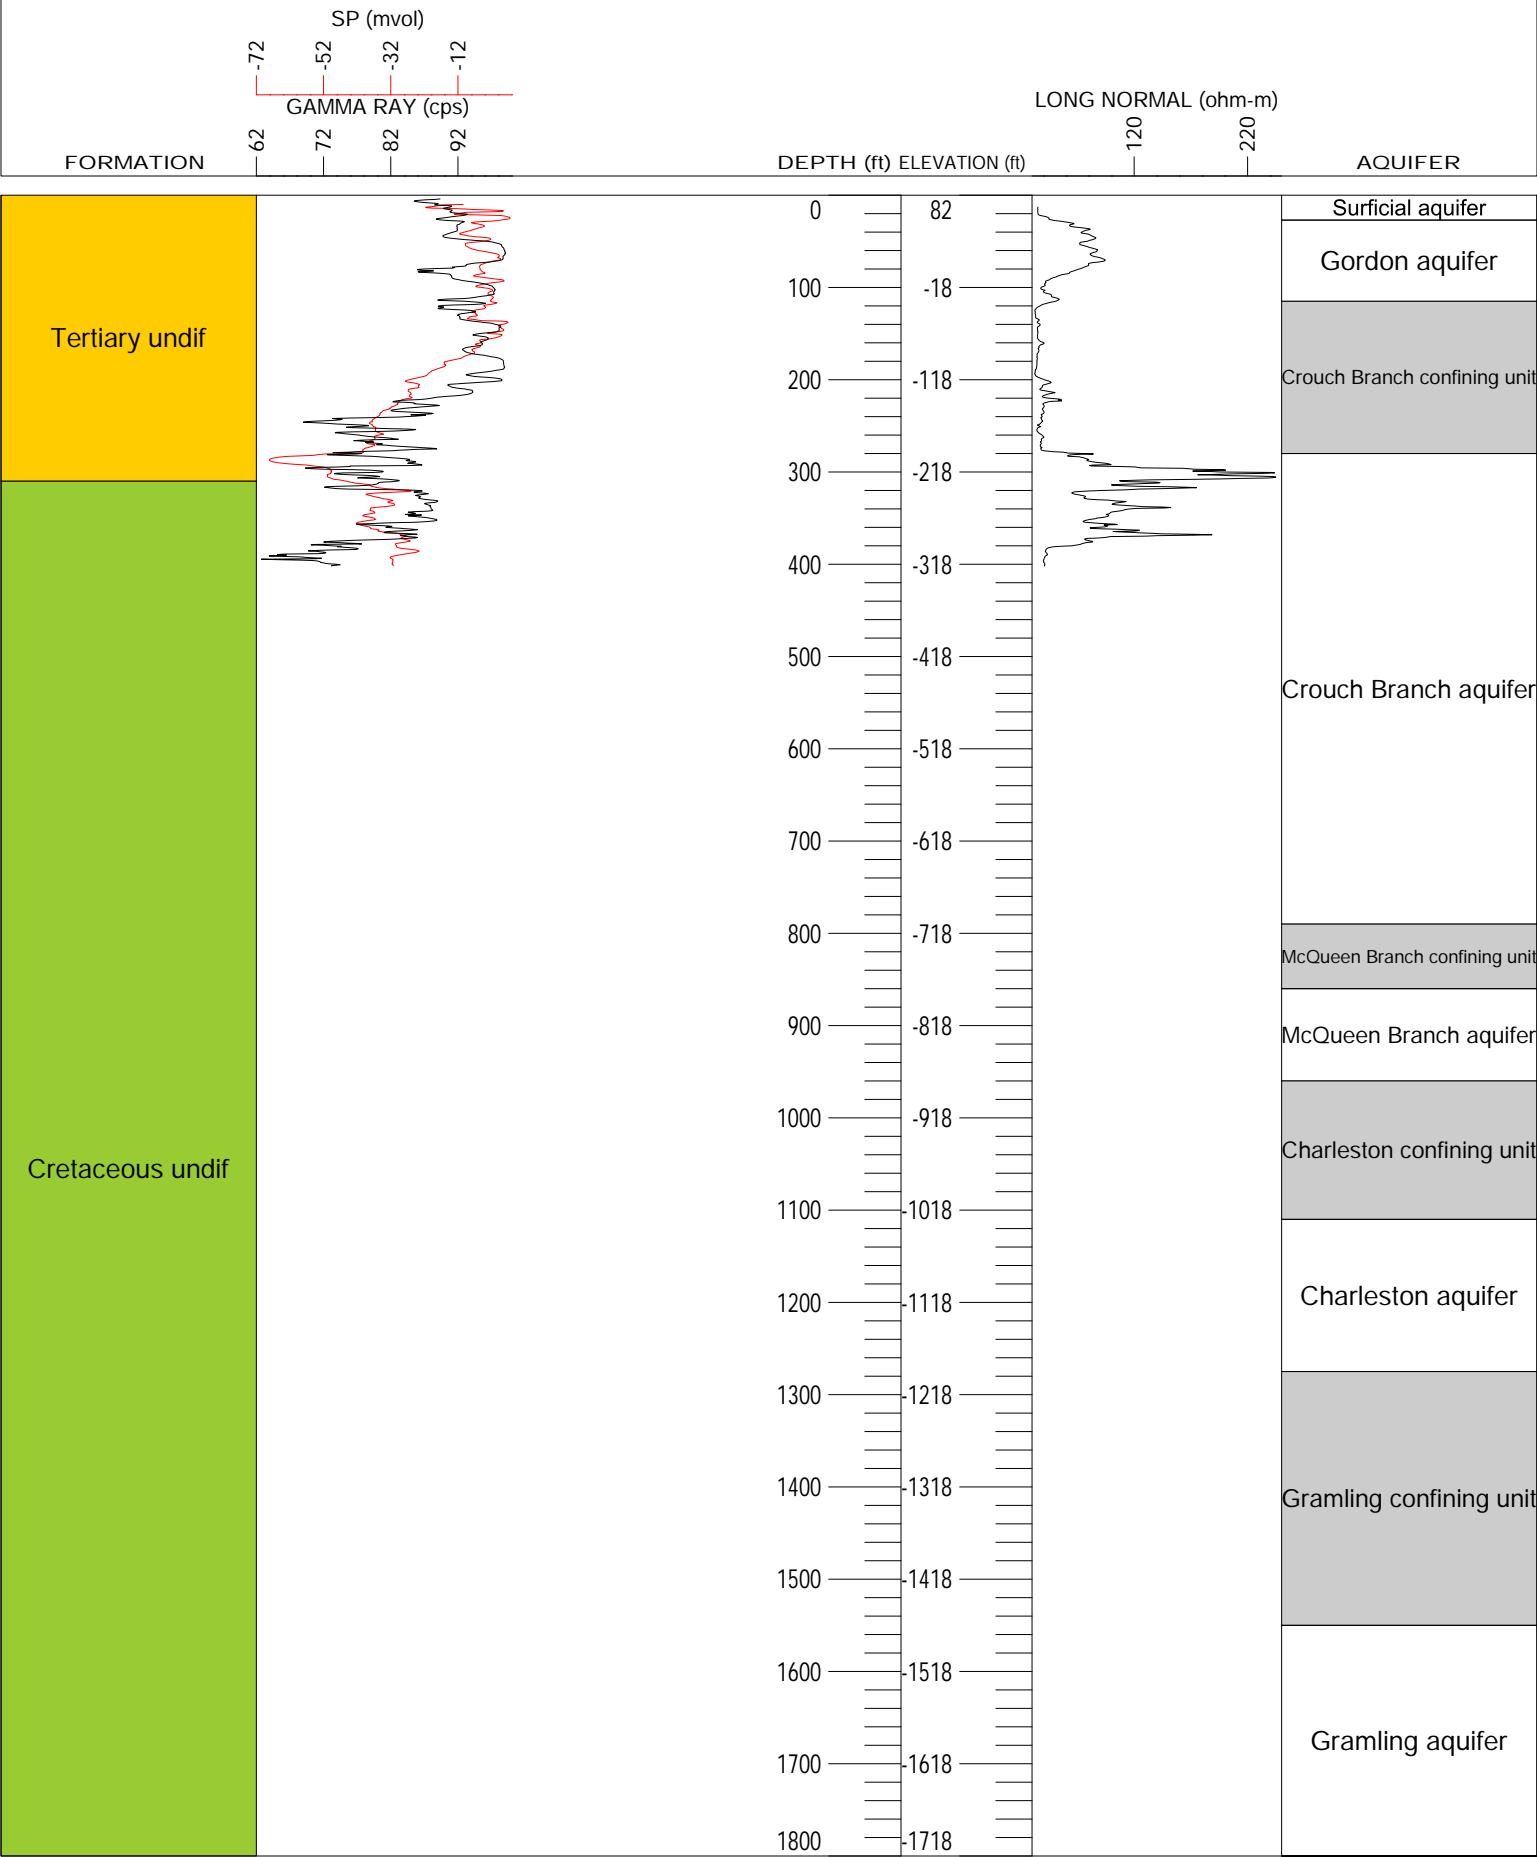 SP (mvol)
-72 -52 -32 -12
GAMMA RAY (cps)
62 72 82 92
LONG NORMAL (ohm-m)
120 220
FORMATION DEPTH (ft) ELEVATION (ft) AQUIFER
0 82 Surficial aquifer
Gordon aquifer
100 -18
Tertiary undif
200 -118 Crouch Branch confining unit
300 -218
400 -318
500 -418
Crouch Branch aquifer
600 -518
700 -618
800 -718
McQueen Branch confining unit
900 -818
McQueen Branch aquifer
1000 -918
Charleston confining unit
Cretaceous undif
1100 -1018
1200 -1118 Charleston aquifer
1300 -1218
1400 -1318
Gramling confining unit
1500 -1418
1600 -1518
Gramling aquifer
1700 -1618
1800 -1718